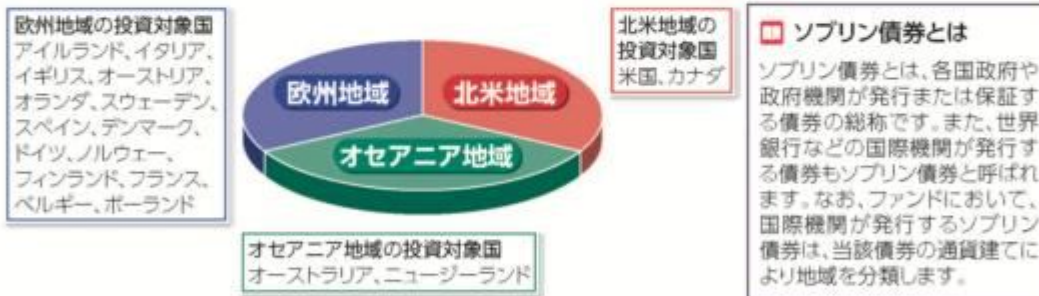 欧州地域の投資対象国
アイルランド、イタリア、
イギリス、オーストリア、
オランダ、スウェーデン、
スペイン、デンマーク、
ドイツ、ノルウェー、
フィンランド、フランス、
ベルギー、ポーランド
欧州地域
北米地域
オセアニア地域
北米地域の
投資対象国
米国、カナダ
オセアニア地域の投資対象国
オーストラリア、ニュージーランド
ソブリン債券とは
ソブリン債券とは、各国政府や
政府機関が発行または保証す
る債券の総称です。また、世界
銀行などの国際機関が発行す
る債券もソブリン債券と呼ばれ
ます。なお、ファンドにおいて、
国際機関が発行するソブリン
債券は、当該債券の通貨建てに
より地域を分類します。